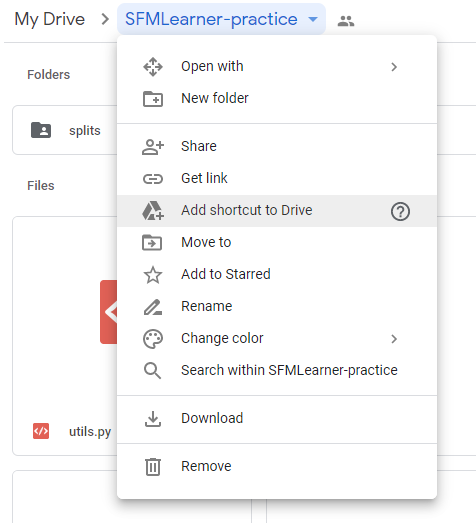 My Drive > SFMLearner-practice
Folders
splits
Files
utils.py
Open with
New folder
Share
Get link
Add shortcut to Drive
Move to
Add to Starred
Rename
Change color
Search within SFMLearner-practice
Download
Remove